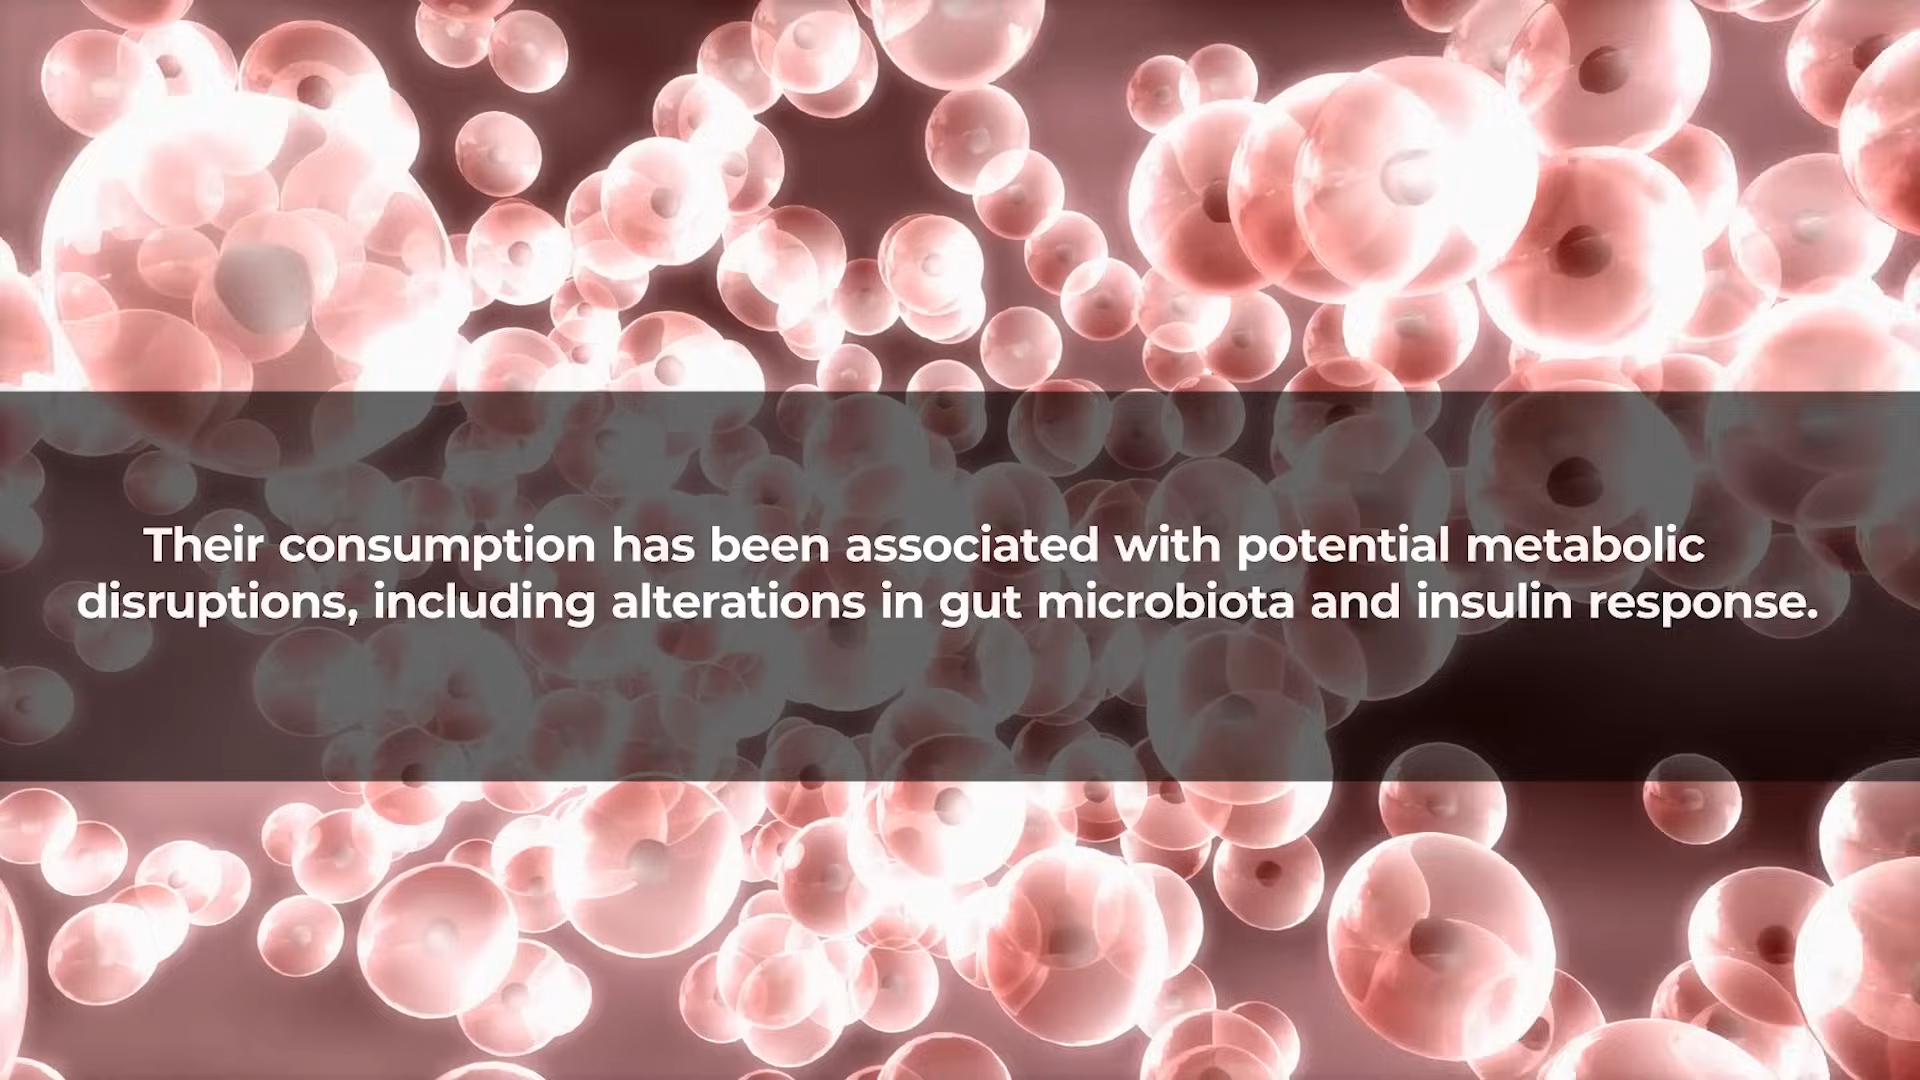 Their consumption has been associated with potential metabolic
disruptions, including alterations in gut microbiota and insulin response.